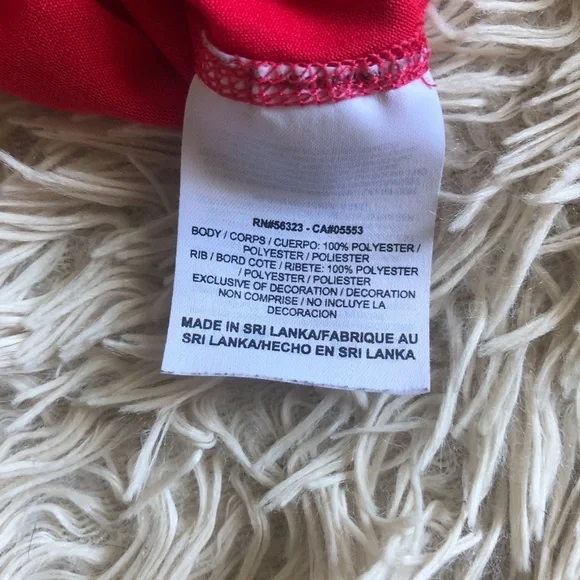 RN#56323 - CA#05553
BODY / CORPS / CUERPO: 100% POLYESTER /
POLYESTER / POLIESTER
RIB / BORD COTE / RIBETE: 100% POLYESTER
/ POLYESTER / POLIESTER
EXCLUSIVE OF DECORATION / DECORATION
NON COMPRISE / NO INCLUYE LA
DECORACION
MADE IN SRI LANKA/FABRIQUE AU
SRI LANKA/HECHO EN SRI LANKA